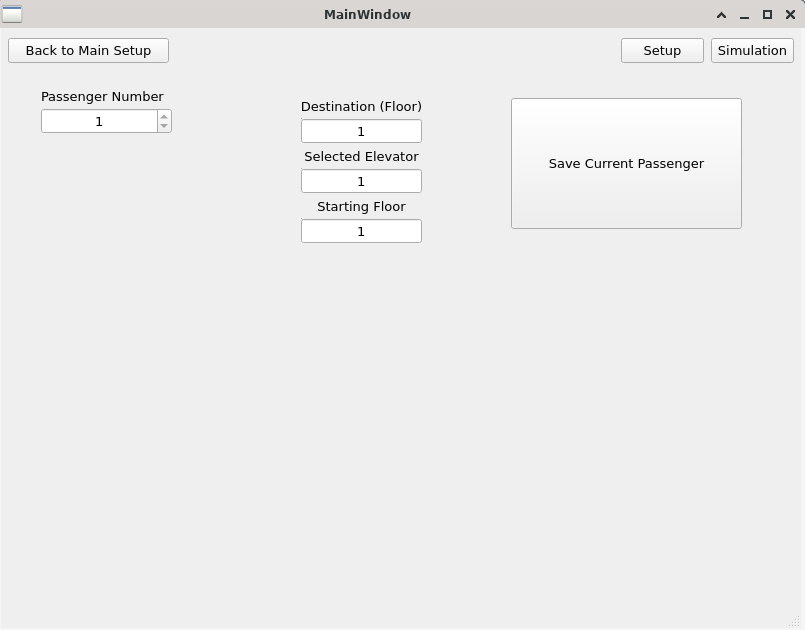 MainWindow
Back to Main Setup
Setup
Simulation
Passenger Number
1
Destination (Floor)
1
Selected Elevator
1
Starting Floor
1
Save Current Passenger